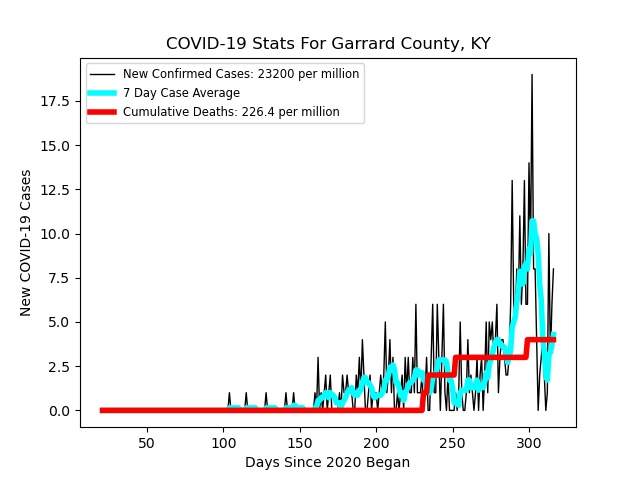 COVID-19 Stats For Garrard County, KY
New Confirmed Cases: 23200 per million
7 Day Case Average
Cumulative Deaths: 226.4 per million
17.5
15.0
12.5
10.0
7.5
5.0
2.5
0.0
New COVID-19 Cases
50
100
150
200
250
300
Days Since 2020 Began